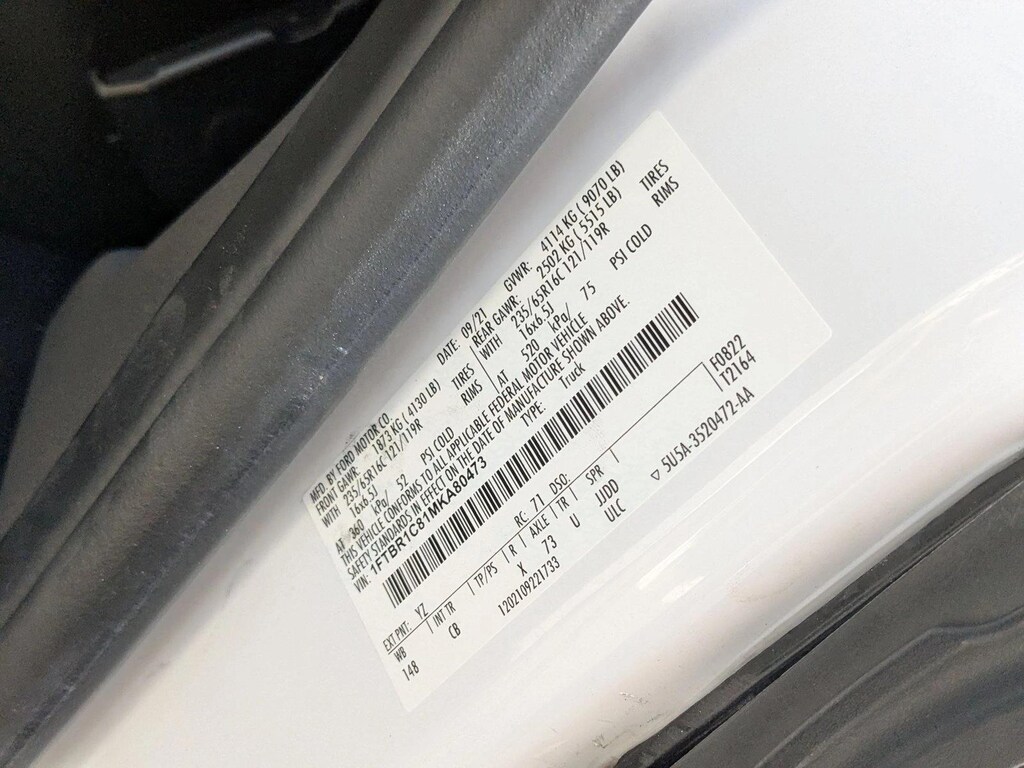 MFD. BY FORD MOTOR CO.
DATE: 09/21 GVWR: 4114 KG ( 9070 LB)
FRONT GAWR: 1873 KG ( 4130 LB) REAR GAWR: 2502 KG ( 5515 LB)
WITH 235/65R16C 121/119R TIRES WITH 235/65R16C 121/119R TIRES
16x6.5J RIMS 16x6.5J RIMS
AT 360 kPa/ 52 PSI COLD AT 520 kPa/ 75 PSI COLD
THIS VEHICLE CONFORMS TO ALL APPLICABLE FEDERAL MOTOR VEHICLE
SAFETY STANDARDS IN EFFECT ON THE DATE OF MANUFACTURE SHOWN ABOVE.
VIN: 1FTBR1C81MKA80473 TYPE: Truck
EXT PNT: YZ RC: 71 DSO: F0822
WB INT TR TP/PS R AXLE TR SPR T2164
148 CB X 73 U JJDD
1202109221733 ULC ▽ 5U5A-3520472-AA